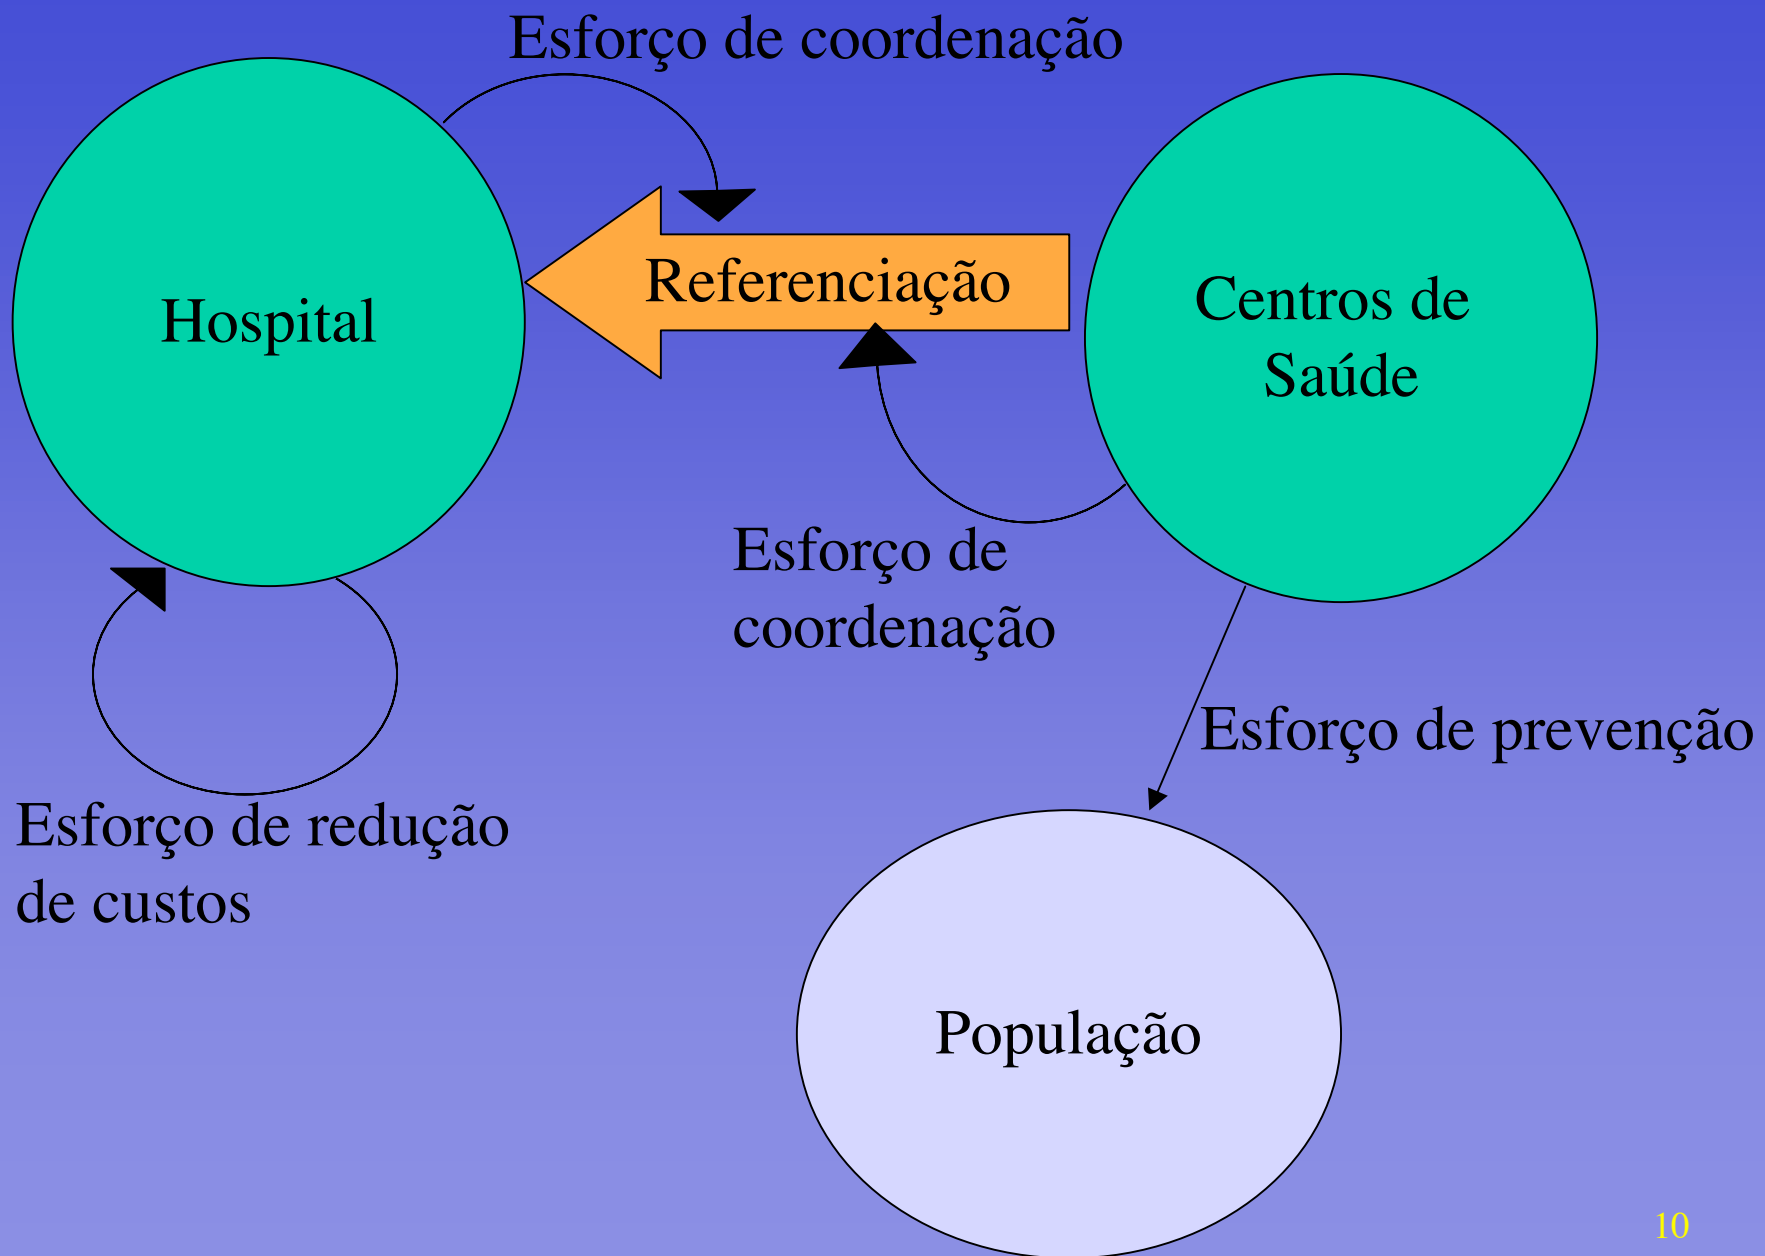 Esforço de coordenação
Hospital
Referenciação
Centros de
Saúde
Esforço de
coordenação
Esforço de prevenção
Esforço de redução
de custos
População
10